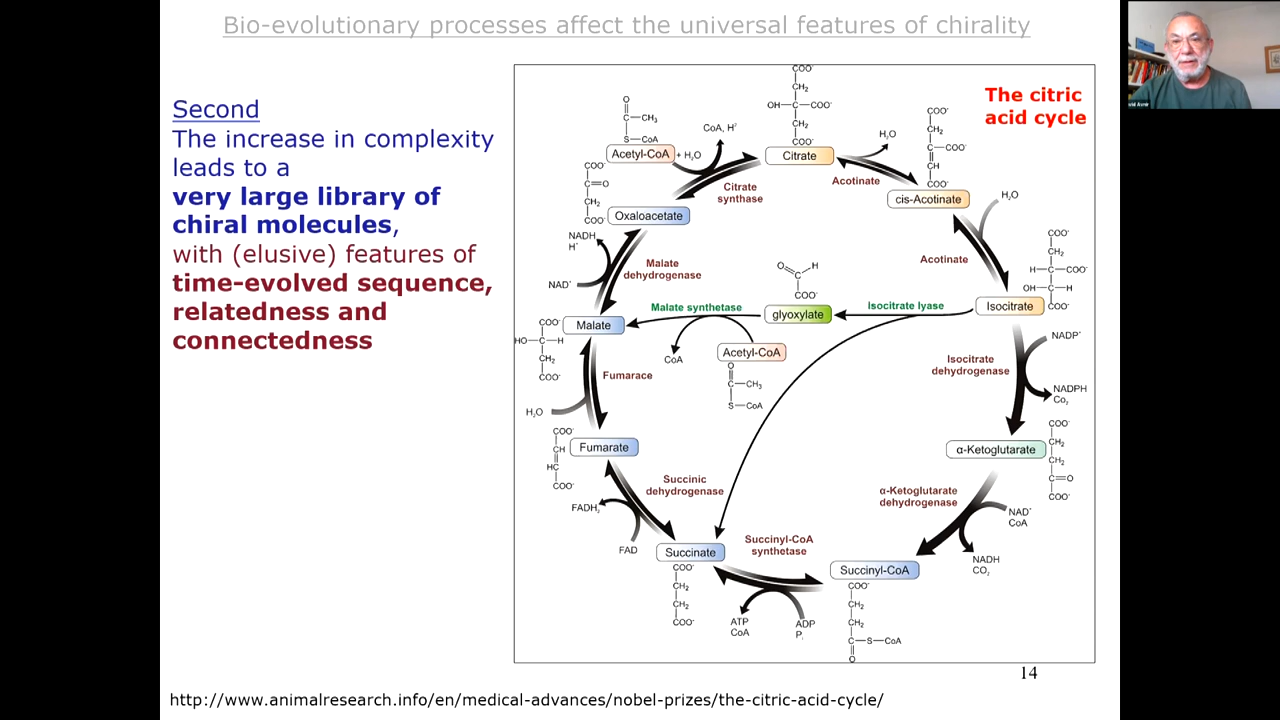 Bio-evolutionary processes affect the universal features of chirality
Second
The increase in complexity
leads to a
very large library of
chiral molecules,
with (elusive) features of
time-evolved sequence,
relatedness and
connectedness
The citric
acid cycle
COO⁻
CH₂
OH—C—COO⁻
CH₂
COO⁻
Citrate
O
C—CH₃
S—CoA
Acetyl-CoA
+ H₂O
CoA, H⁺
Citrate
synthase
H₂O
Acotinate
COO⁻
CH₂
C—COO⁻
CH
COO⁻
cis-Acotinate
H₂O
Acotinate
COO⁻
CH₂
H—C—COO⁻
OH—C—H
COO⁻
Isocitrate
NADP⁺
Isocitrate
dehydrogenase
NADPH
Co₂
COO⁻
CH₂
CH₂
C=O
COO⁻
α-Ketoglutarate
α-Ketoglutarate
dehydrogenase
NAD⁺
CoA
NADH
CO₂
Succinyl-CoA
COO⁻
CH₂
CH₂
C—S—CoA
O
Succinyl-CoA
synthetase
ADP
Pᵢ
ATP
CoA
Succinate
COO⁻
CH₂
CH₂
COO⁻
Succinic
dehydrogenase
FAD
FADH₂
Fumarate
COO⁻
CH
HC
COO⁻
H₂O
Fumarace
Malate
COO⁻
HO—C—H
CH₂
COO⁻
NAD⁺
Malate
dehydrogenase
NADH
H⁺
Oxaloacetate
COO⁻
C=O
CH₂
COO⁻
O
H
C
COO⁻
glyoxylate
Isocitrate lyase
Malate synthetase
CoA
Acetyl-CoA
O
C—CH₃
S—CoA
14
http://www.animalresearch.info/en/medical-advances/nobel-prizes/the-citric-acid-cycle/